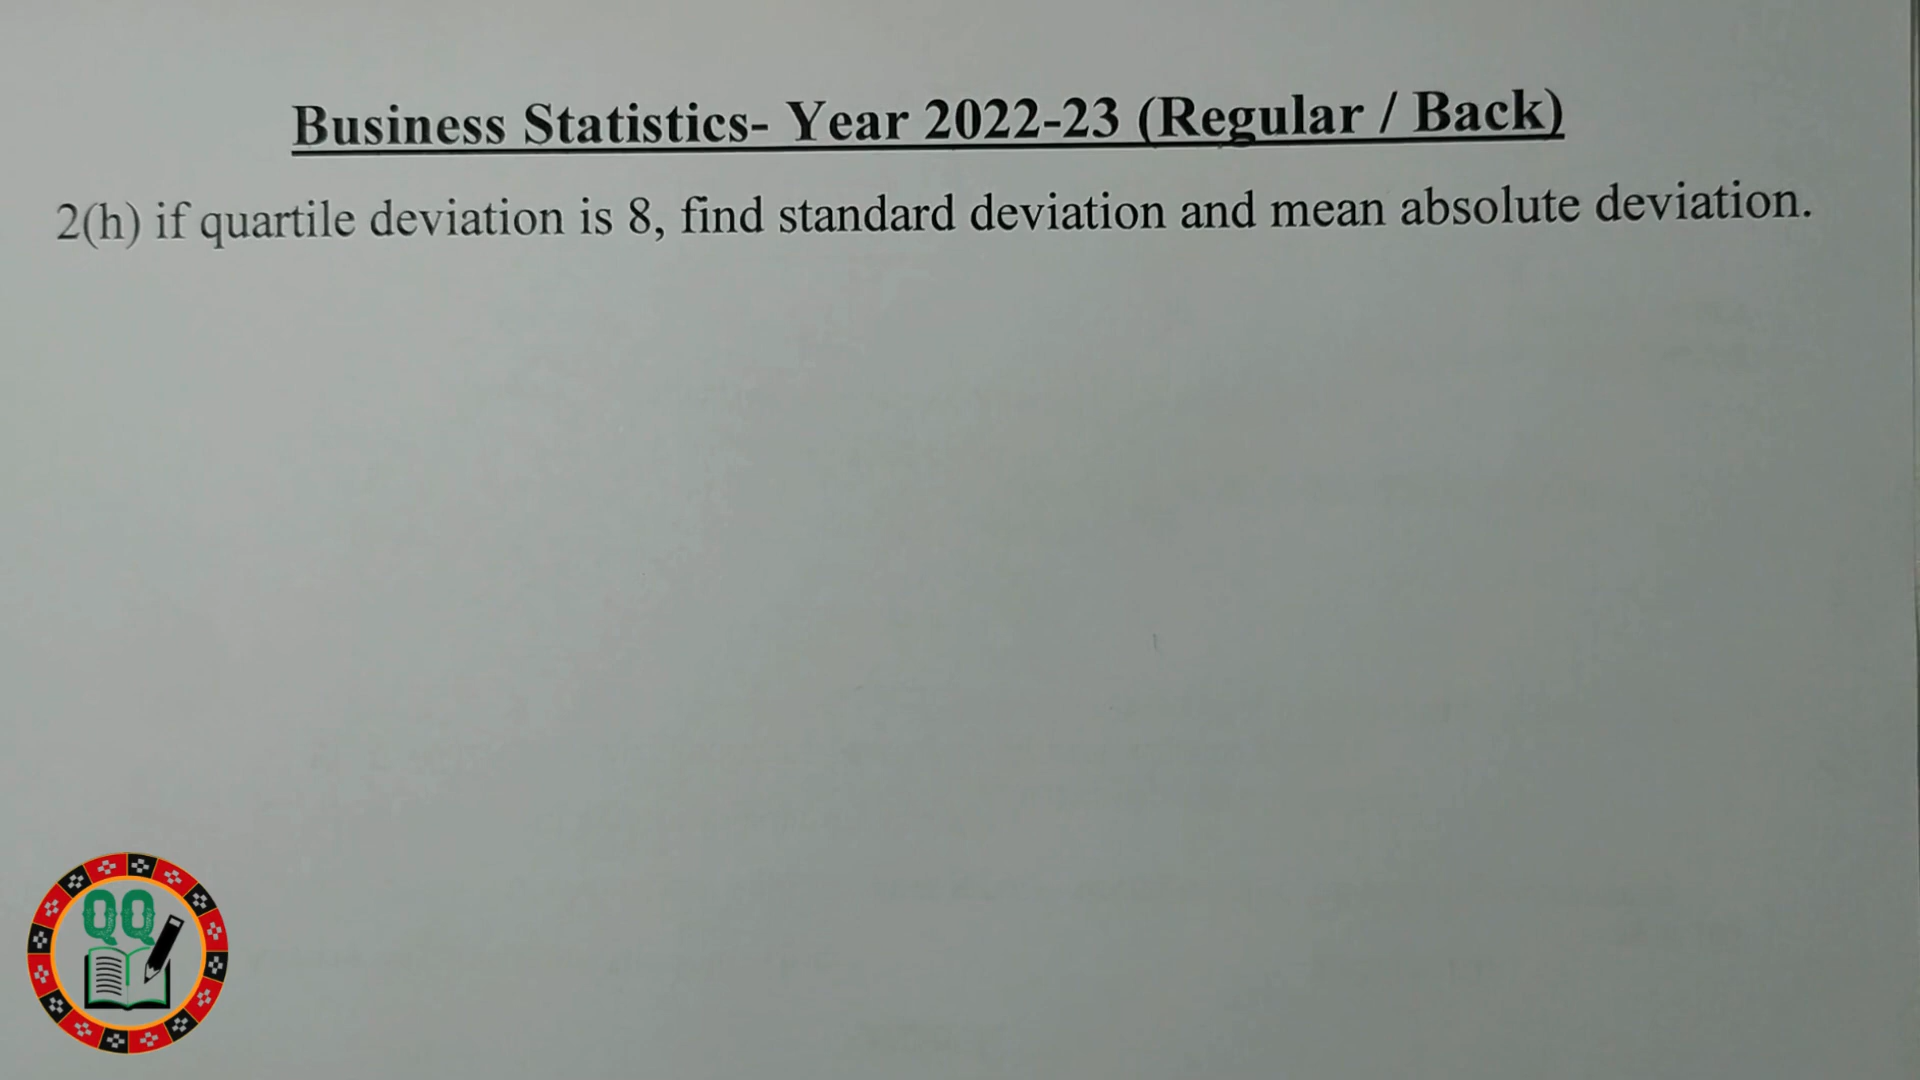 Business Statistics- Year 2022-23 (Regular / Back)
2(h) if quartile deviation is 8, find standard deviation and mean absolute deviation.
QQ